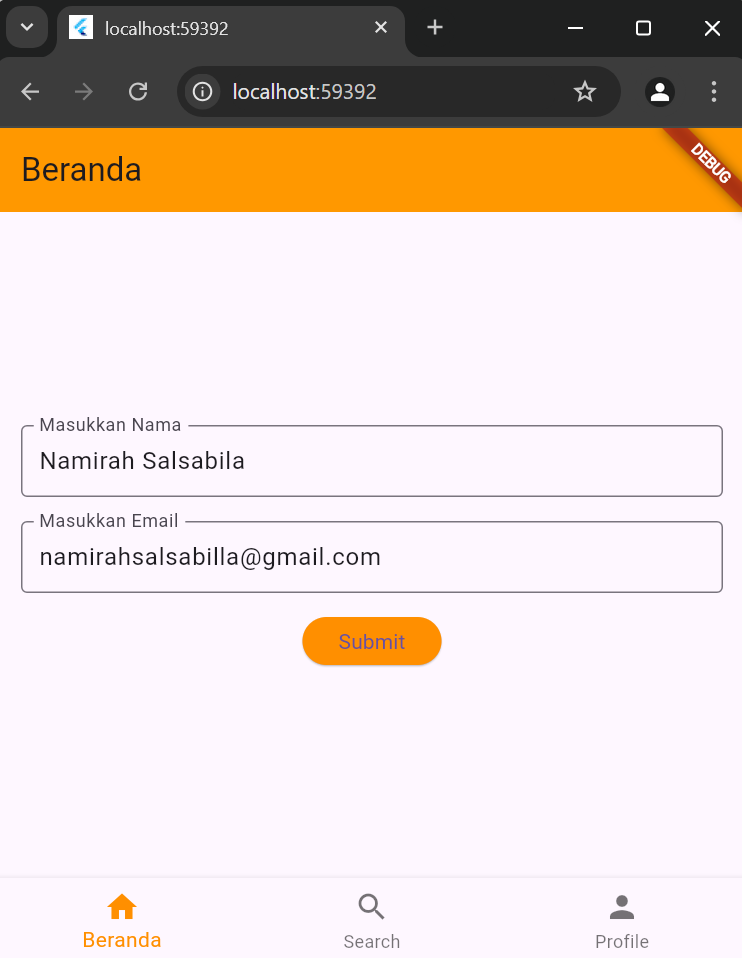 localhost:59392
localhost:59392
Beranda
DEBUG
Masukkan Nama
Namirah Salsabila
Masukkan Email
namirahsalsabilla@gmail.com
Submit
Beranda
Search
Profile